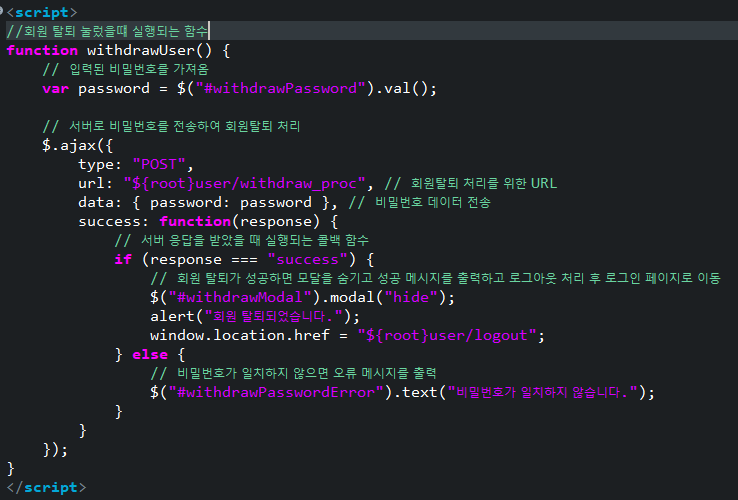 <script>
//회원 탈퇴 눌렀을때 실행되는 함수
function withdrawUser() {
    // 입력된 비밀번호를 가져옴
    var password = $("#withdrawPassword").val();

    // 서버로 비밀번호를 전송하여 회원탈퇴 처리
    $.ajax({
        type: "POST",
        url: "${root}user/withdraw_proc", // 회원탈퇴 처리를 위한 URL
        data: { password: password }, // 비밀번호 데이터 전송
        success: function(response) {
            // 서버 응답을 받았을 때 실행되는 콜백 함수
            if (response === "success") {
                // 회원 탈퇴가 성공하면 모달을 숨기고 성공 메시지를 출력하고 로그아웃 처리 후 로그인 페이지로 이동
                $("#withdrawModal").modal("hide");
                alert("회원 탈퇴되었습니다.");
                window.location.href = "${root}user/logout";
            } else {
                // 비밀번호가 일치하지 않으면 오류 메시지를 출력
                $("#withdrawPasswordError").text("비밀번호가 일치하지 않습니다.");
            }
        }
    });
}
</script>